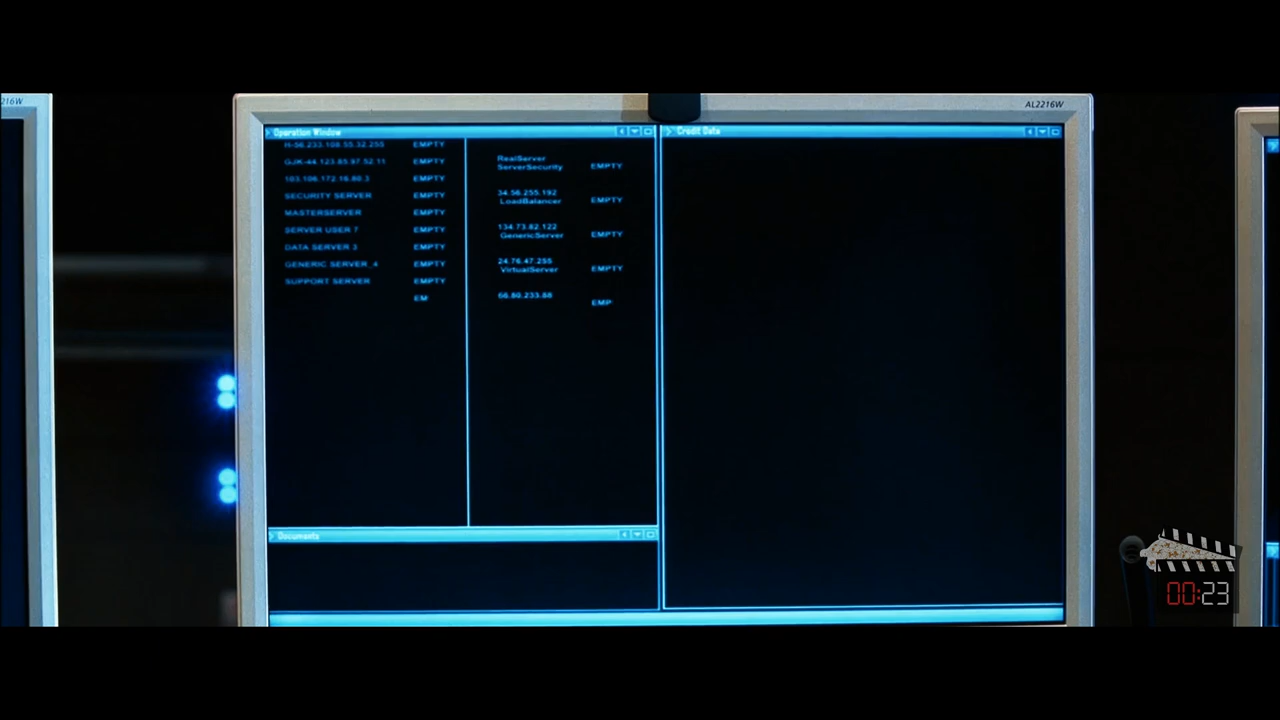 216W
AL2216W
Operation Window
Credit Data
H-56.233.108.55.32.255 EMPTY
GJK-44.123.85.97.52.11 EMPTY
103.106.172.16.80.3 EMPTY
SECURITY SERVER EMPTY
MASTERSERVER EMPTY
SERVER USER 7 EMPTY
DATA SERVER 3 EMPTY
GENERIC SERVER_4 EMPTY
SUPPORT SERVER EMPTY
EM
RealServer
ServerSecurity EMPTY
34.56.255.192
LoadBalancer EMPTY
134.73.82.122
GenericServer EMPTY
24.76.47.255
VirtualServer EMPTY
66.80.233.88
EMP
Documents
00:23